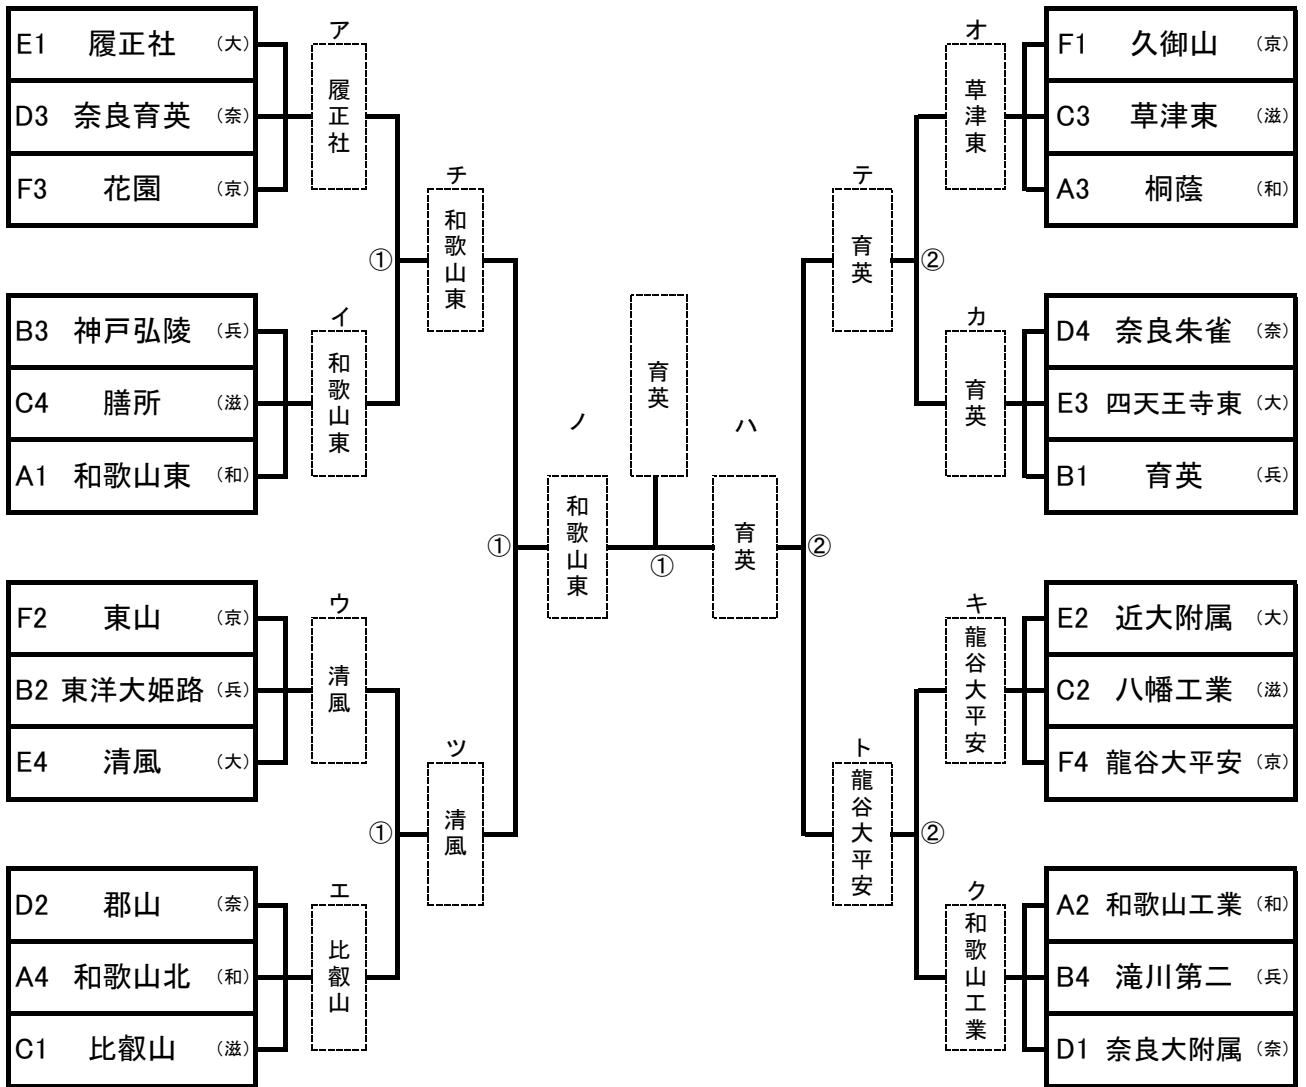 E1 履正社 (大)
D3 奈良育英 (奈)
F3 花園 (京)
ア
履正社
B3 神戸弘陵 (兵)
C4 膳所 (滋)
A1 和歌山東 (和)
イ
和歌山東
①
チ
和歌山東
F2 東山 (京)
B2 東洋大姫路 (兵)
E4 清風 (大)
ウ
清風
D2 郡山 (奈)
A4 和歌山北 (和)
C1 比叡山 (滋)
エ
比叡山
①
ツ
清風
①
ノ
和歌山東
育英
①
ハ
育英
②
テ
育英
②
オ
草津東
F1 久御山 (京)
C3 草津東 (滋)
A3 桐蔭 (和)
カ
育英
D4 奈良朱雀 (奈)
E3 四天王寺東 (大)
B1 育英 (兵)
ト
龍谷大平安
②
キ
龍谷大平安
E2 近大附属 (大)
C2 八幡工業 (滋)
F4 龍谷大平安 (京)
ク
和歌山工業
A2 和歌山工業 (和)
B4 滝川第二 (兵)
D1 奈良大附属 (奈)